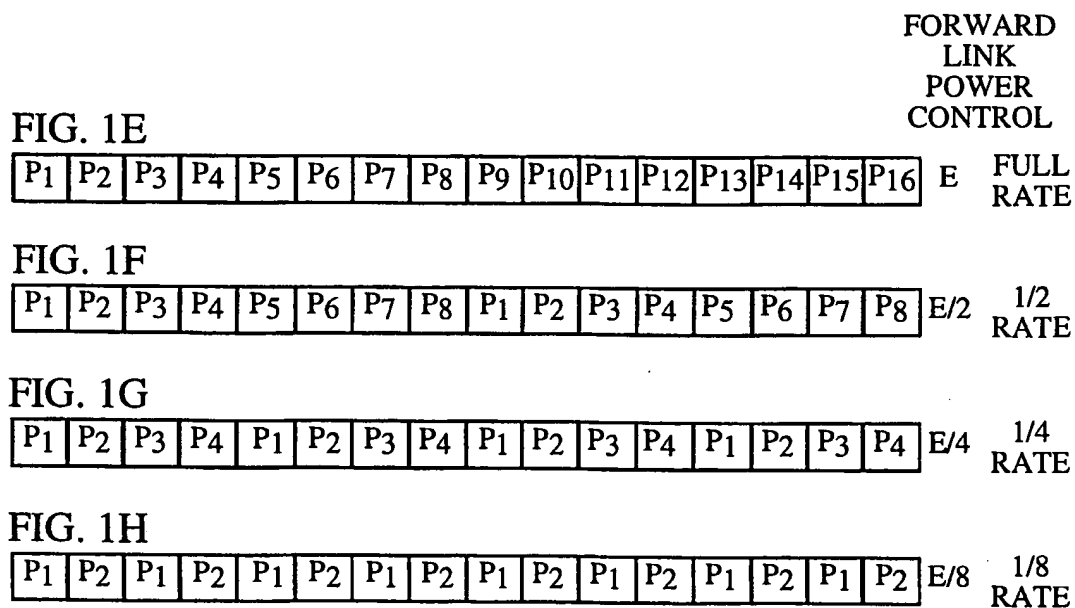 FORWARD
LINK
POWER
CONTROL
FIG. 1E
P1 P2 P3 P4 P5 P6 P7 P8 P9 P10 P11 P12 P13 P14 P15 P16 E FULL RATE
FIG. 1F
P1 P2 P3 P4 P5 P6 P7 P8 P1 P2 P3 P4 P5 P6 P7 P8 E/2 1/2 RATE
FIG. 1G
P1 P2 P3 P4 P1 P2 P3 P4 P1 P2 P3 P4 P1 P2 P3 P4 E/4 1/4 RATE
FIG. 1H
P1 P2 P1 P2 P1 P2 P1 P2 P1 P2 P1 P2 P1 P2 P1 P2 E/8 1/8 RATE